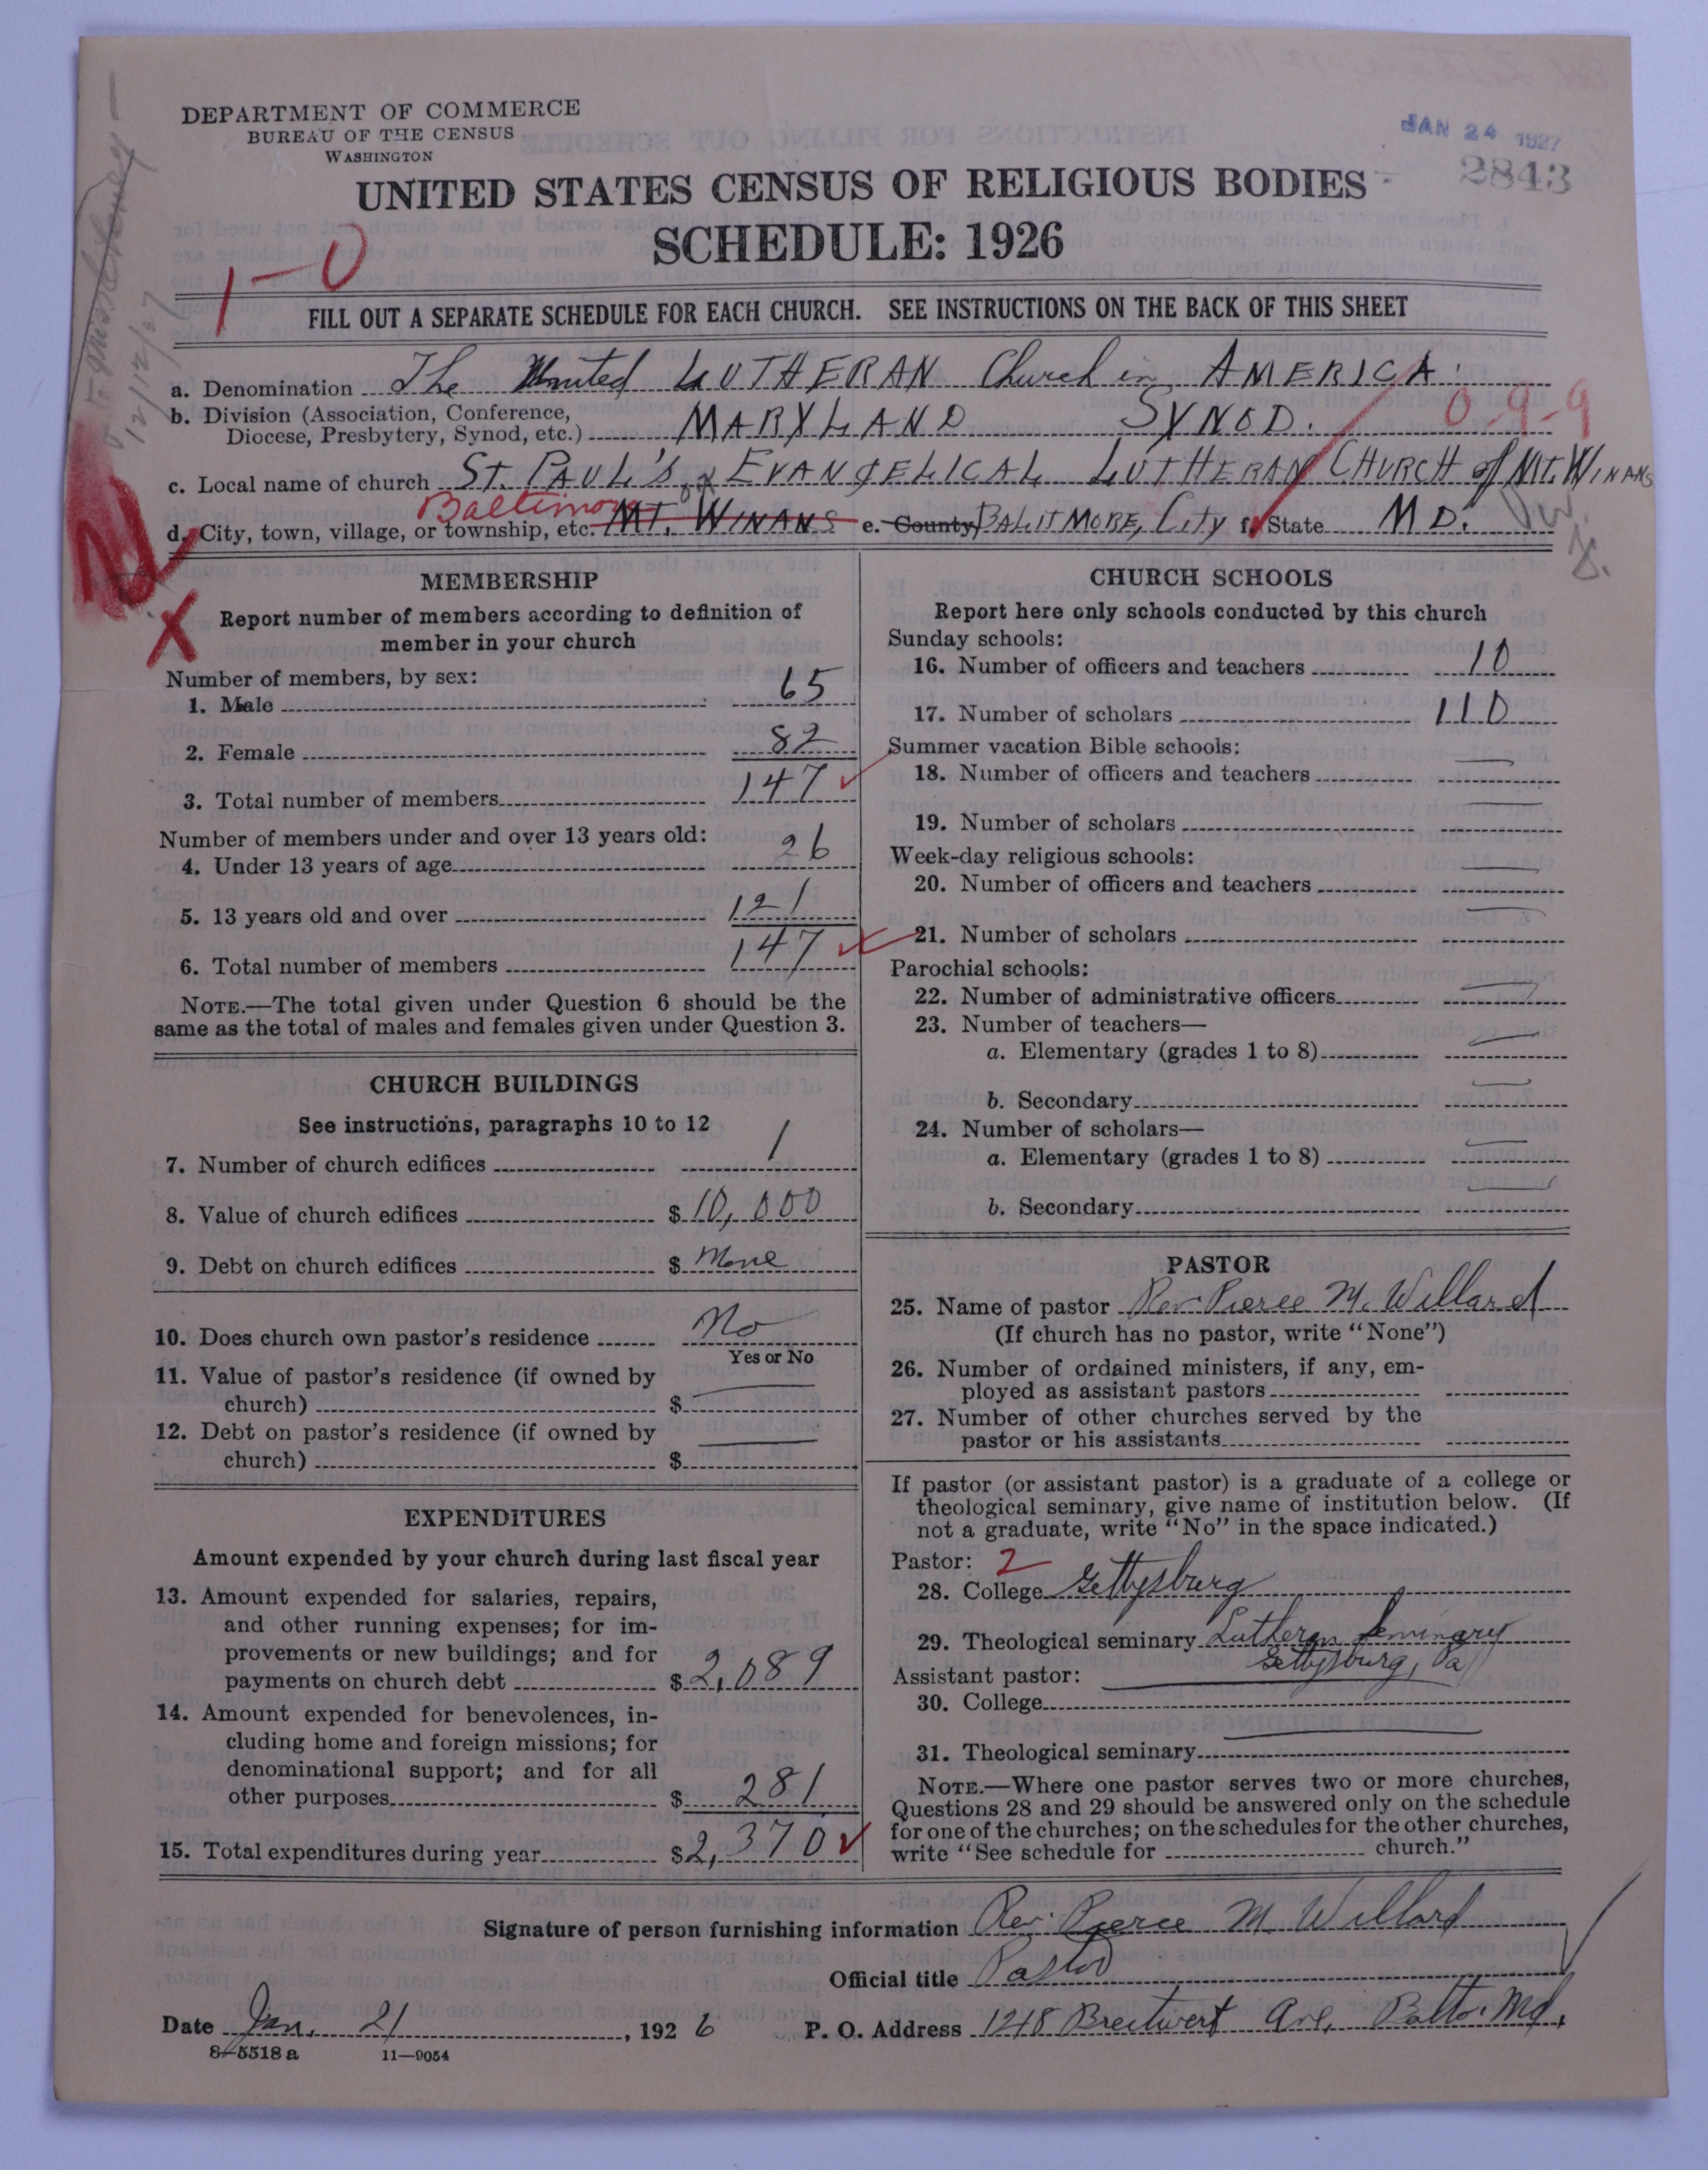 DEPARTMENT OF COMMERCE
BUREAU OF THE CENSUS
WASHINGTON
JAN 24 1927
2843
UNITED STATES CENSUS OF RELIGIOUS BODIES
SCHEDULE: 1926
1-0
12/12/27
FILL OUT A SEPARATE SCHEDULE FOR EACH CHURCH. SEE INSTRUCTIONS ON THE BACK OF THIS SHEET
a. Denomination The United LUTHERAN Church in AMERICA.
0-9-9
b. Division (Association, Conference,
Diocese, Presbytery, Synod, etc.) MARYLAND SYNOD.
c. Local name of church ST. PAUL'S EVANGELICAL LUTHERAN CHURCH of MT. WINANS
Baltimore
d. City, town, village, or township, etc. MT. WINANS e. County BALITMORE, City f. State MD.
MEMBERSHIP
X
Report number of members according to definition of
member in your church
Number of members, by sex:
1. Male 65
2. Female 82
3. Total number of members 147
Number of members under and over 13 years old:
4. Under 13 years of age 26
5. 13 years old and over 121
6. Total number of members 147
NOTE.—The total given under Question 6 should be the
same as the total of males and females given under Question 3.
CHURCH BUILDINGS
See instructions, paragraphs 10 to 12
7. Number of church edifices 1
8. Value of church edifices $ 10,000
9. Debt on church edifices $ None
10. Does church own pastor's residence No
Yes or No
11. Value of pastor's residence (if owned by
church) $ —
12. Debt on pastor's residence (if owned by
church) $ —
EXPENDITURES
Amount expended by your church during last fiscal year
13. Amount expended for salaries, repairs,
and other running expenses; for im-
provements or new buildings; and for
payments on church debt $ 2,089
14. Amount expended for benevolences, in-
cluding home and foreign missions; for
denominational support; and for all
other purposes $ 281
15. Total expenditures during year $ 2,370
CHURCH SCHOOLS
Report here only schools conducted by this church
Sunday schools:
16. Number of officers and teachers 10
17. Number of scholars 110
Summer vacation Bible schools:
18. Number of officers and teachers —
19. Number of scholars —
Week-day religious schools:
20. Number of officers and teachers —
21. Number of scholars —
Parochial schools:
22. Number of administrative officers —
23. Number of teachers—
a. Elementary (grades 1 to 8) —
b. Secondary —
24. Number of scholars—
a. Elementary (grades 1 to 8) —
b. Secondary —
PASTOR
25. Name of pastor Rev. Pierce M. Willard
(If church has no pastor, write "None")
26. Number of ordained ministers, if any, em-
ployed as assistant pastors
27. Number of other churches served by the
pastor or his assistants
If pastor (or assistant pastor) is a graduate of a college or
theological seminary, give name of institution below. (If
not a graduate, write "No" in the space indicated.)
Pastor: 2
28. College Gettysburg
29. Theological seminary Lutheran Seminary
Gettysburg, Pa
Assistant pastor:
30. College
31. Theological seminary
NOTE.—Where one pastor serves two or more churches,
Questions 28 and 29 should be answered only on the schedule
for one of the churches; on the schedules for the other churches,
write "See schedule for church."
Signature of person furnishing information Rev. Pierce M. Willard
Official title Pastor
Date Jan. 21, 1926 P. O. Address 1248 Breitwert Ave, Balto. Md.
8-5518 a 11-9054